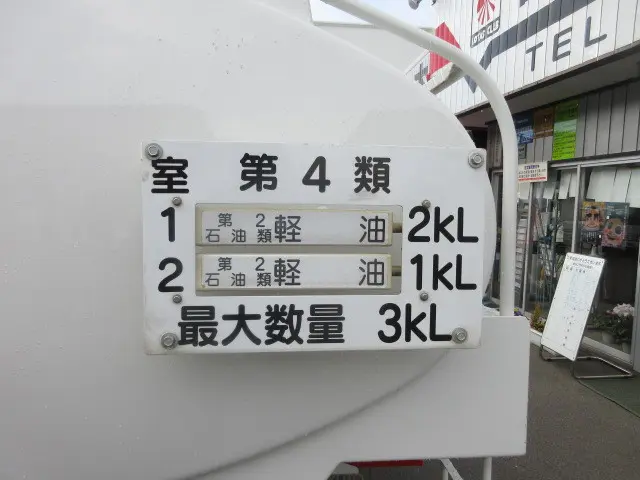 室 第4類
1 第2石油類 軽油 2kL
2 第2石油類 軽油 1kL
最大数量 3kL
TEL